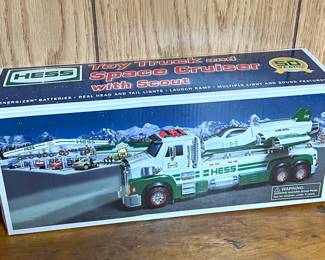 HESS
Toy Truck and
Space Cruiser
with Scout
50
ENERGIZER BATTERIES • REAL HEAD AND TAIL LIGHTS • LAUNCH RAMP • MULTIPLE LIGHT AND SOUND FEATURES
HESS
WARNING: